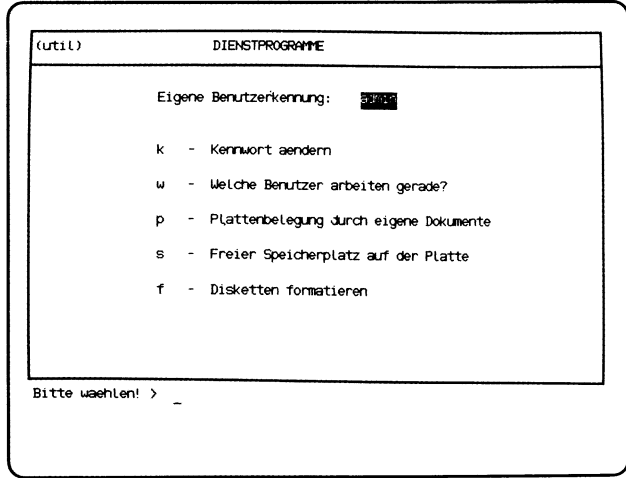 (util) DIENSTPROGRAMME
Eigene Benutzerkennung: admin
k - Kennwort aendern
w - Welche Benutzer arbeiten gerade?
p - Plattenbelegung durch eigene Dokumente
s - Freier Speicherplatz auf der Platte
f - Disketten formatieren
Bitte waehlen! > _